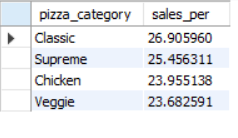 pizza_category sales_per
Classic 26.905960
Supreme 25.456311
Chicken 23.955138
Veggie 23.682591